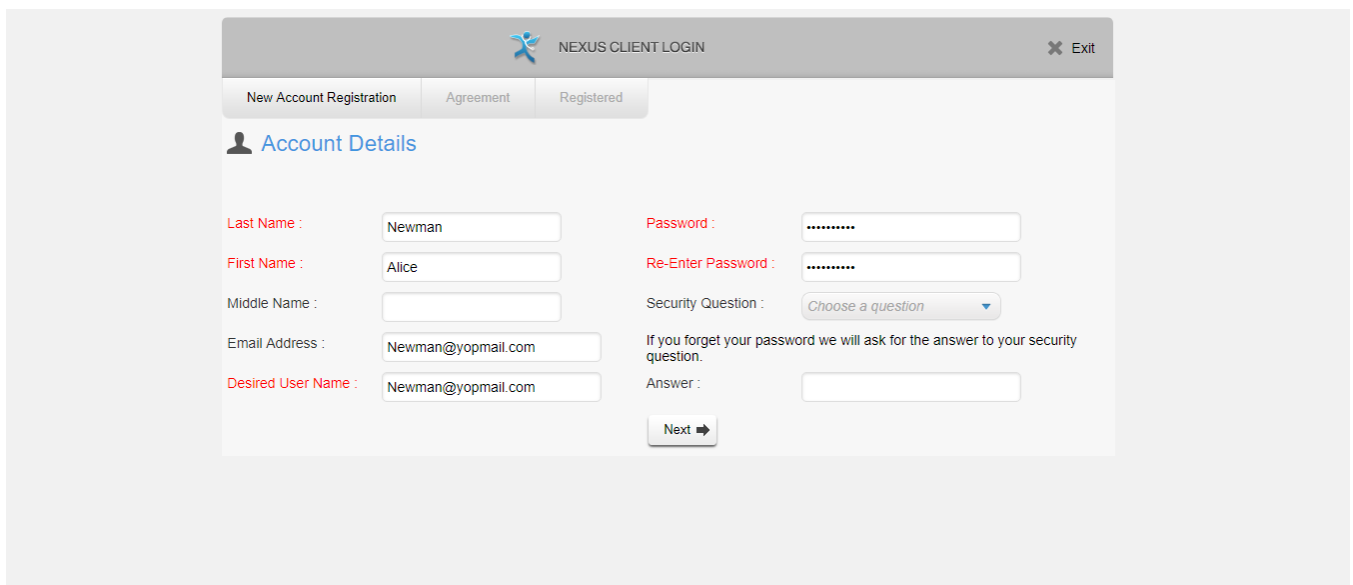 NEXUS CLIENT LOGIN
Exit
New Account Registration
Agreement
Registered
Account Details
Last Name :
Newman
Password :
••••••••••
First Name :
Alice
Re-Enter Password :
••••••••••
Middle Name :
Security Question :
Choose a question
Email Address :
Newman@yopmail.com
If you forget your password we will ask for the answer to your security
question.
Desired User Name :
Newman@yopmail.com
Answer :
Next